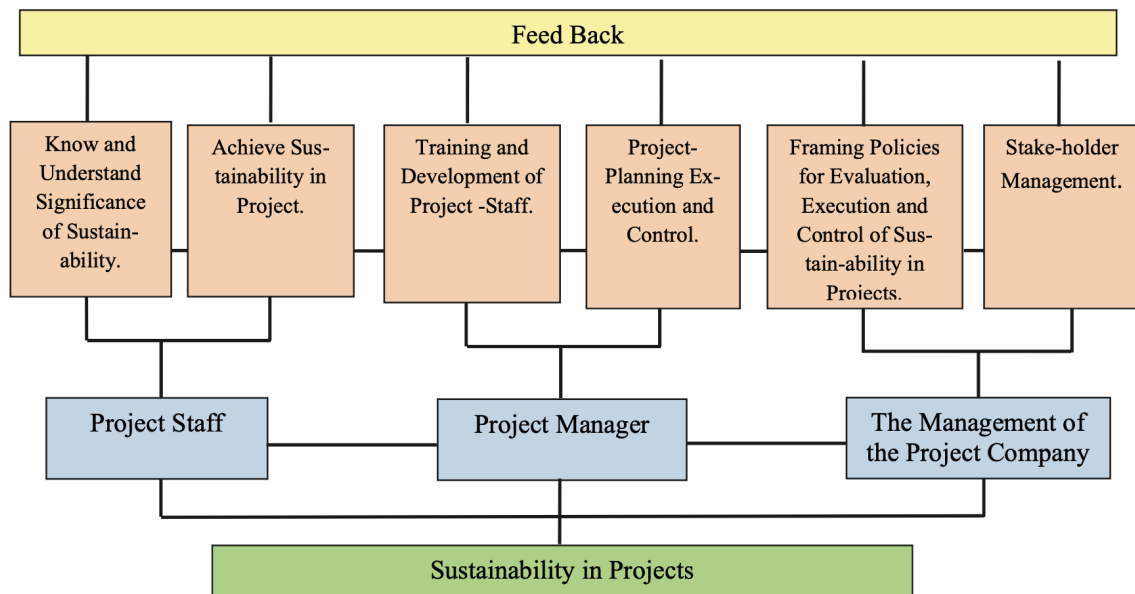 Feed Back
Know and
Understand
Significance
of Sustain-
ability.
Achieve Sus-
tainability in
Project.
Training and
Development of
Project -Staff.
Project-
Planning Ex-
ecution and
Control.
Framing Policies
for Evaluation,
Execution and
Control of Sus-
tain-ability in
Projects.
Stake-holder
Management.
Project Staff
Project Manager
The Management of
the Project Company
Sustainability in Projects